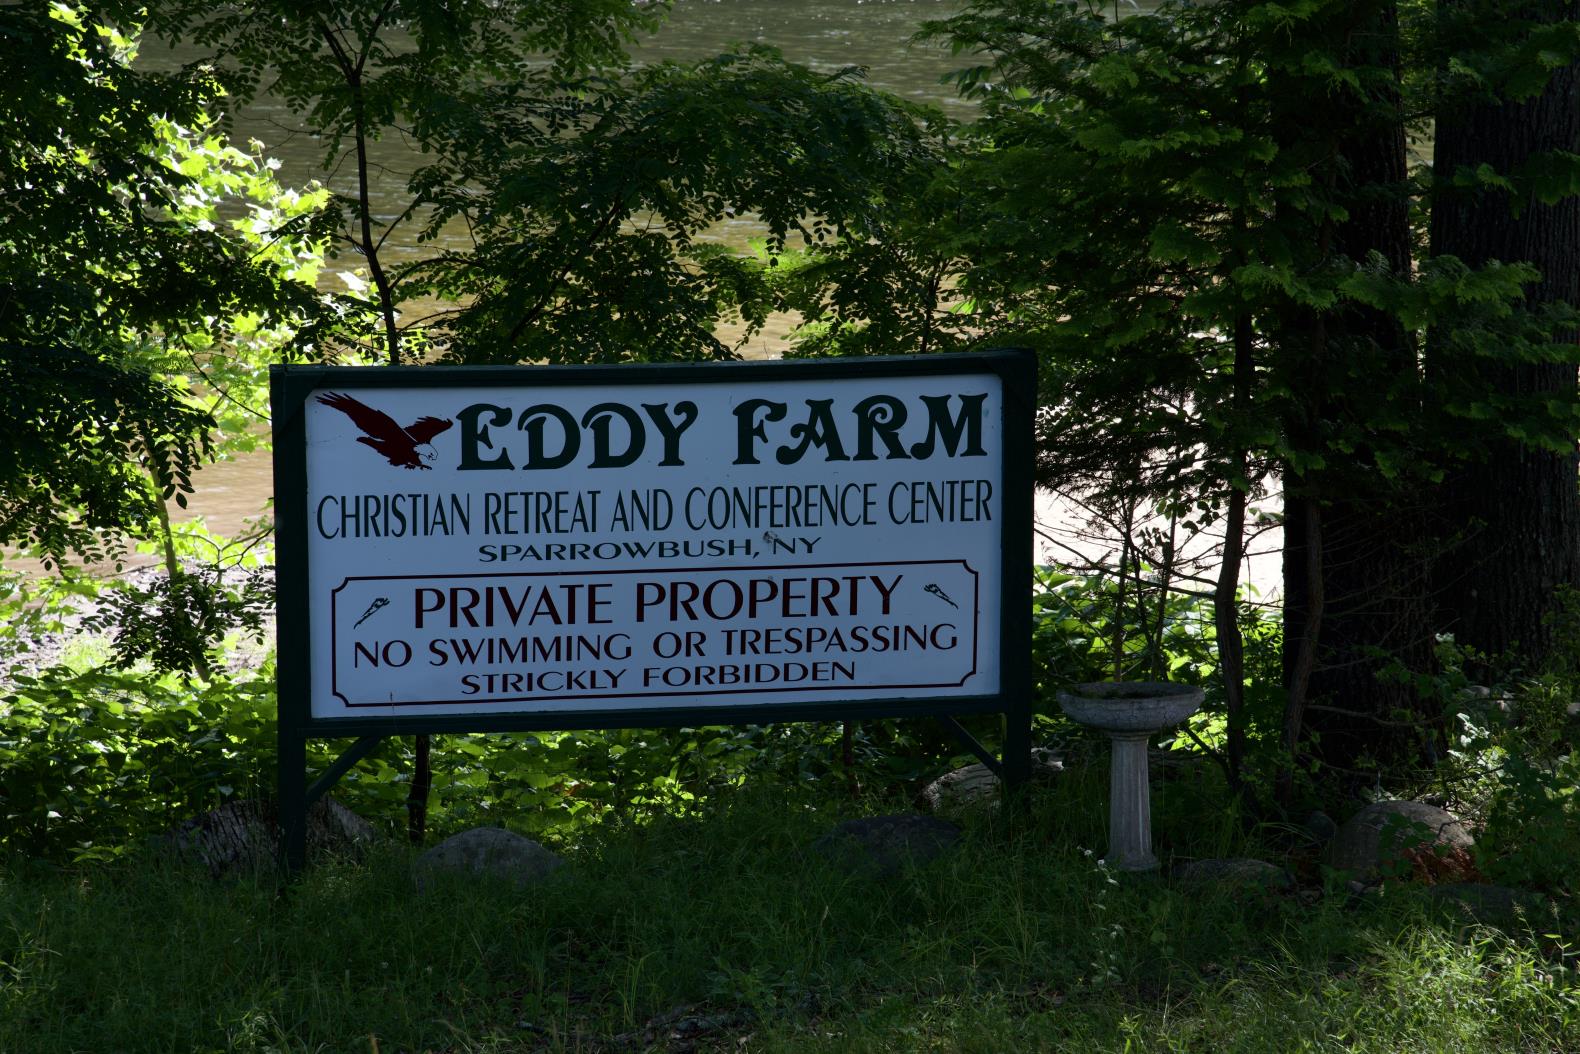 EDDY FARM
CHRISTIAN RETREAT AND CONFERENCE CENTER
SPARROWBUSH, NY
PRIVATE PROPERTY
NO SWIMMING OR TRESPASSING
STRICKLY FORBIDDEN